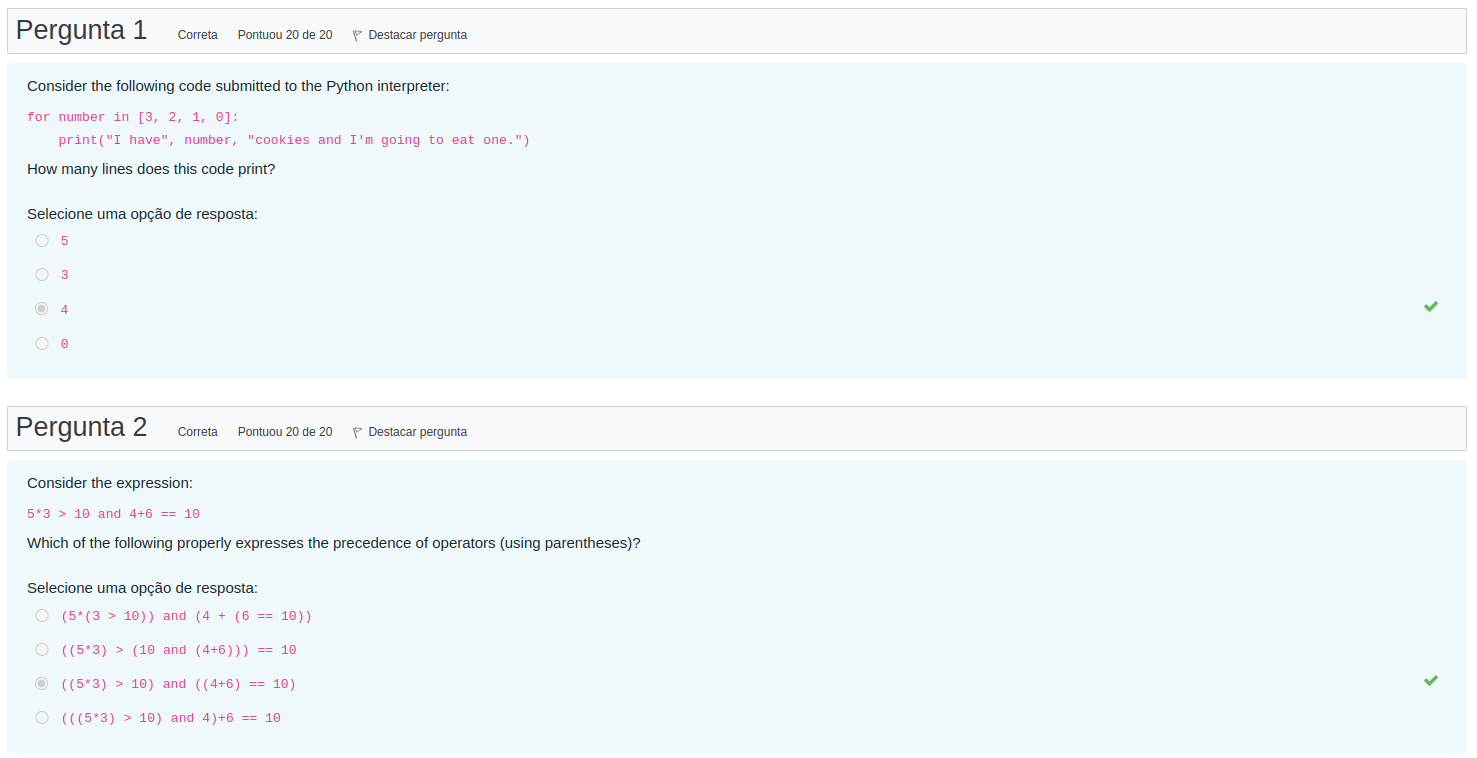 Pergunta 1 Correta Pontuou 20 de 20 Destacar pergunta
Consider the following code submitted to the Python interpreter:
for number in [3, 2, 1, 0]:
    print("I have", number, "cookies and I'm going to eat one.")
How many lines does this code print?
Selecione uma opção de resposta:
5
3
4
0
Pergunta 2 Correta Pontuou 20 de 20 Destacar pergunta
Consider the expression:
5*3 > 10 and 4+6 == 10
Which of the following properly expresses the precedence of operators (using parentheses)?
Selecione uma opção de resposta:
(5*(3 > 10)) and (4 + (6 == 10))
((5*3) > (10 and (4+6))) == 10
((5*3) > 10) and ((4+6) == 10)
(((5*3) > 10) and 4)+6 == 10